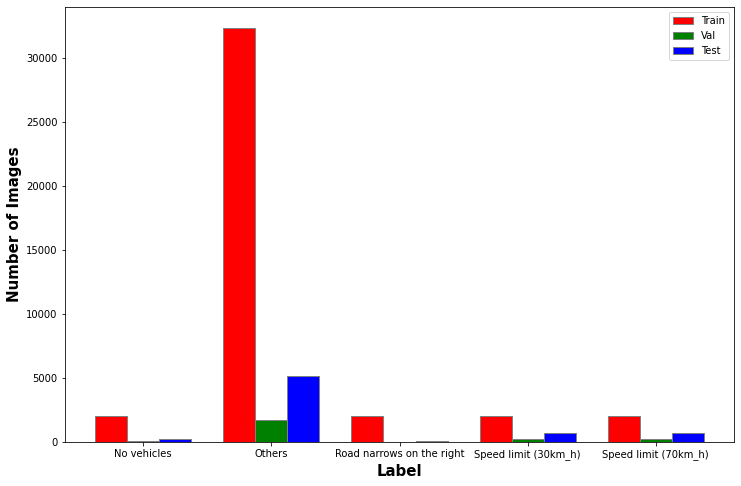 Train
Val
Test
30000
25000
20000
15000
10000
5000
0
Number of Images
No vehicles
Others
Road narrows on the right
Speed limit (30km_h)
Speed limit (70km_h)
Label